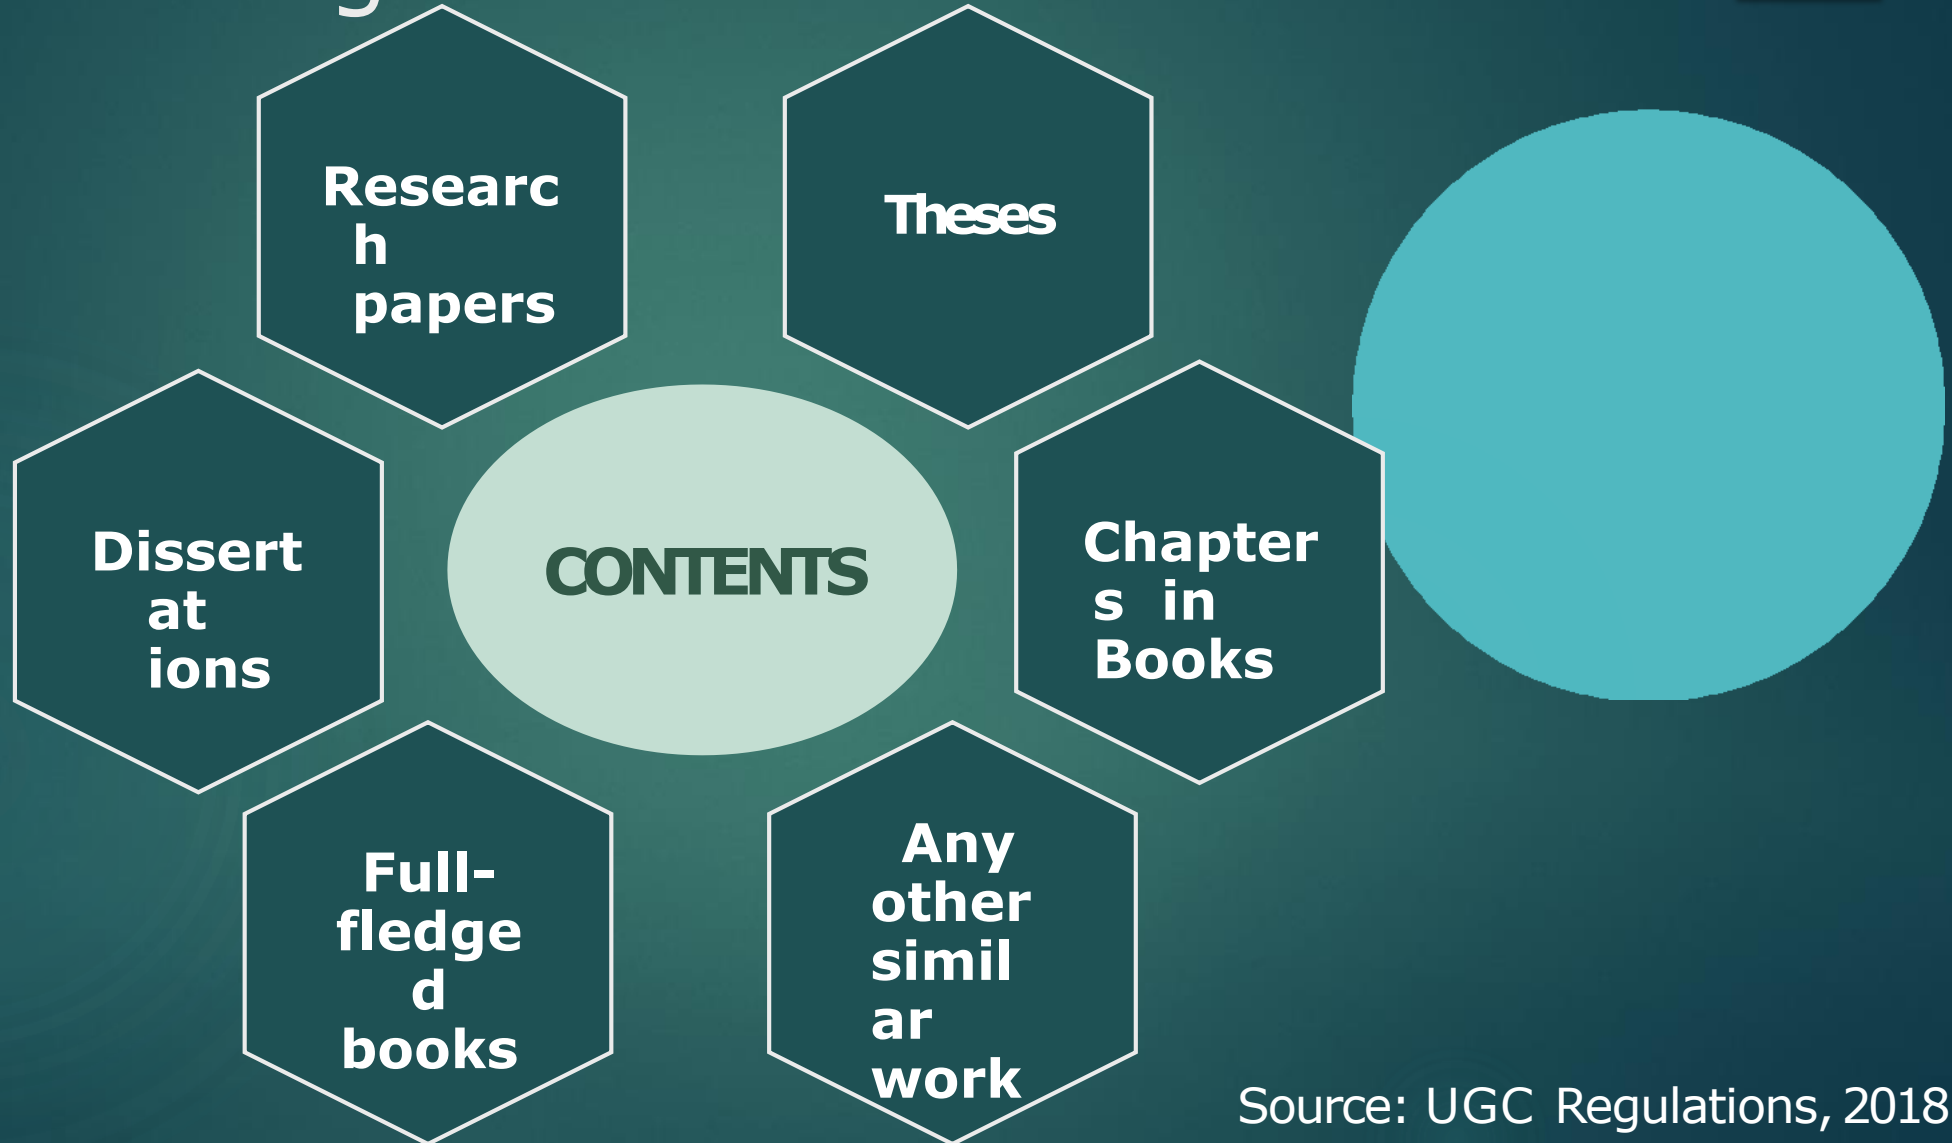 Researc
h
papers
Theses
Dissert
at
ions
CONTENTS
Chapter
s in
Books
Full-
fledge
d
books
Any
other
simil
ar
work
Source: UGC Regulations, 2018